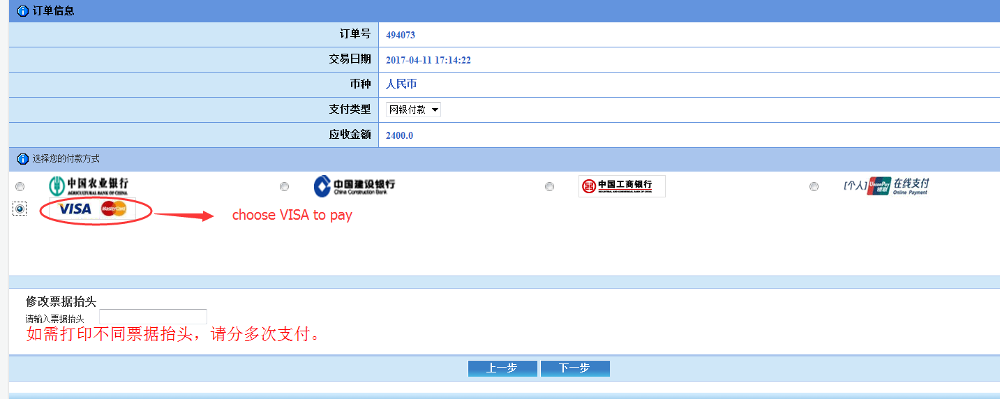 订单信息
订单号 494073
交易日期 2017-04-11 17:14:22
币种 人民币
支付类型 网银付款
应收金额 2400.0
选择您的付款方式
中国农业银行 中国建设银行 中国工商银行 [个人] UnionPay 银联 在线支付
AGRICULTURAL BANK OF CHINA China Construction Bank INDUSTRIAL AND COMMERCIAL BANK OF CHINA Online Payment
VISA MasterCard choose VISA to pay
修改票据抬头
请输入票据抬头
如需打印不同票据抬头，请分多次支付。
上一步 下一步